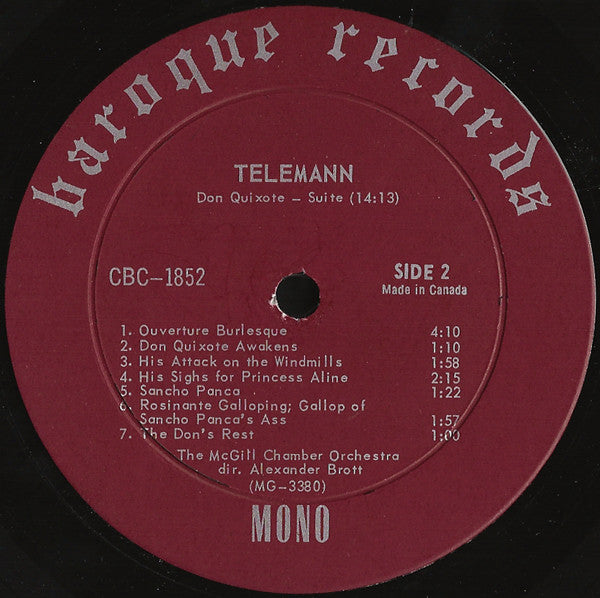 baroque records
TELEMANN
Don Quixote – Suite (14:13)
CBC–1852
SIDE 2
Made in Canada
1. Ouverture Burlesque 4:10
2. Don Quixote Awakens 1:10
3. His Attack on the Windmills 1:58
4. His Sighs for Princess Aline 2:15
5. Sancho Panca 1:22
6. Rosinante Galloping; Gallop of
Sancho Panca's Ass 1:57
7. The Don's Rest 1:00
The McGill Chamber Orchestra
dir. Alexander Brott
(MG–3380)
MONO